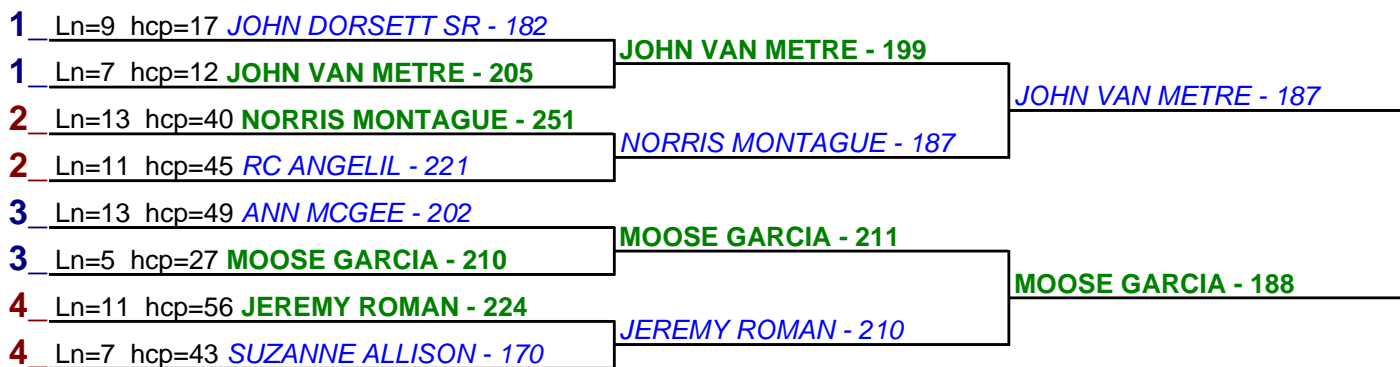 1_ Ln=9 hcp=17 JOHN DORSETT SR - 182
1_ Ln=7 hcp=12 JOHN VAN METRE - 205
2_ Ln=13 hcp=40 NORRIS MONTAGUE - 251
2_ Ln=11 hcp=45 RC ANGELIL - 221
3_ Ln=13 hcp=49 ANN MCGEE - 202
3_ Ln=5 hcp=27 MOOSE GARCIA - 210
4_ Ln=11 hcp=56 JEREMY ROMAN - 224
4_ Ln=7 hcp=43 SUZANNE ALLISON - 170
JOHN VAN METRE - 199
NORRIS MONTAGUE - 187
MOOSE GARCIA - 211
JEREMY ROMAN - 210
JOHN VAN METRE - 187
MOOSE GARCIA - 188